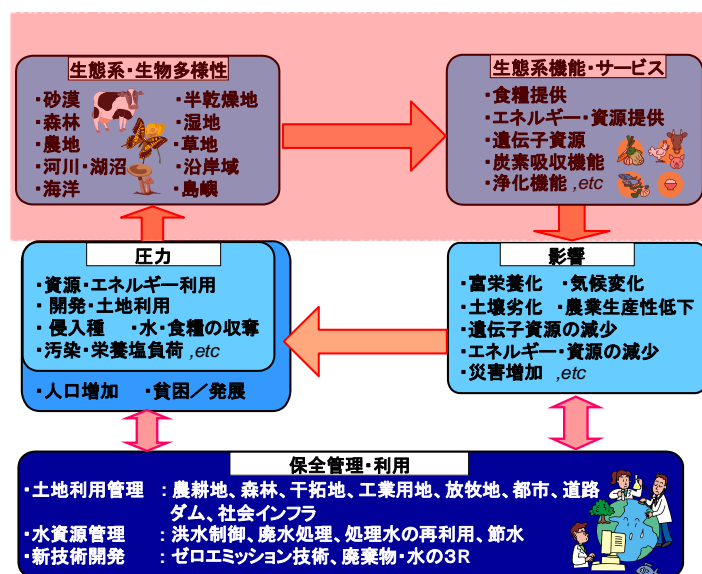 生態系・生物多様性
・砂漠 ・半乾燥地
・森林 ・湿地
・農地 ・草地
・河川・湖沼 ・沿岸域
・海洋 ・島嶼
生態系機能・サービス
・食糧提供
・エネルギー・資源提供
・遺伝子資源
・炭素吸収機能
・浄化機能 ,etc
圧力
・資源・エネルギー利用
・開発・土地利用
・侵入種 ・水・食糧の収奪
・汚染・栄養塩負荷 ,etc
・人口増加 ・貧困／発展
影響
・富栄養化 ・気候変化
・土壌劣化 ・農業生産性低下
・遺伝子資源の減少
・エネルギー・資源の減少
・災害増加 ,etc
保全管理・利用
・土地利用管理 ：農耕地、森林、干拓地、工業用地、放牧地、都市、道路
ダム、社会インフラ
・水資源管理 ：洪水制御、廃水処理、処理水の再利用、節水
・新技術開発 ：ゼロエミッション技術、廃棄物・水の３R